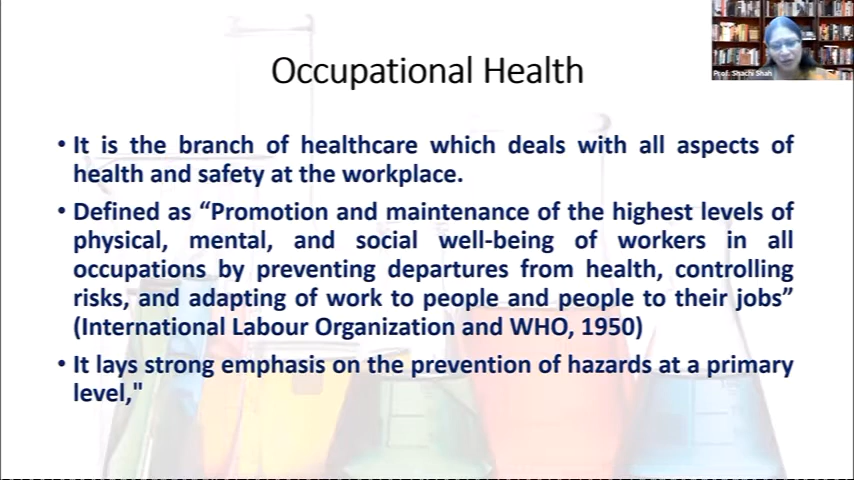 Occupational Health
Prof. Shachi Shah
• It is the branch of healthcare which deals with all aspects of
health and safety at the workplace.
• Defined as “Promotion and maintenance of the highest levels of
physical, mental, and social well-being of workers in all
occupations by preventing departures from health, controlling
risks, and adapting of work to people and people to their jobs”
(International Labour Organization and WHO, 1950)
• It lays strong emphasis on the prevention of hazards at a primary
level,"